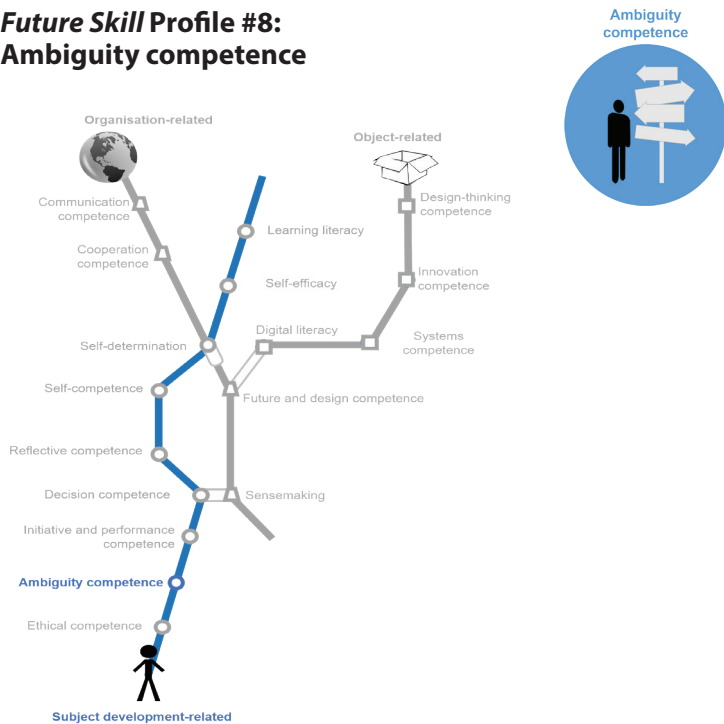 Future Skill Profile #8:
Ambiguity competence
Ambiguity
competence
Organisation-related
Object-related
Communication
competence
Design-thinking
competence
Learning literacy
Cooperation
competence
Self-efficacy
Innovation
competence
Digital literacy
Self-determination
Systems
competence
Self-competence
Future and design competence
Reflective competence
Decision competence
Sensemaking
Initiative and performance
competence
Ambiguity competence
Ethical competence
Subject development-related